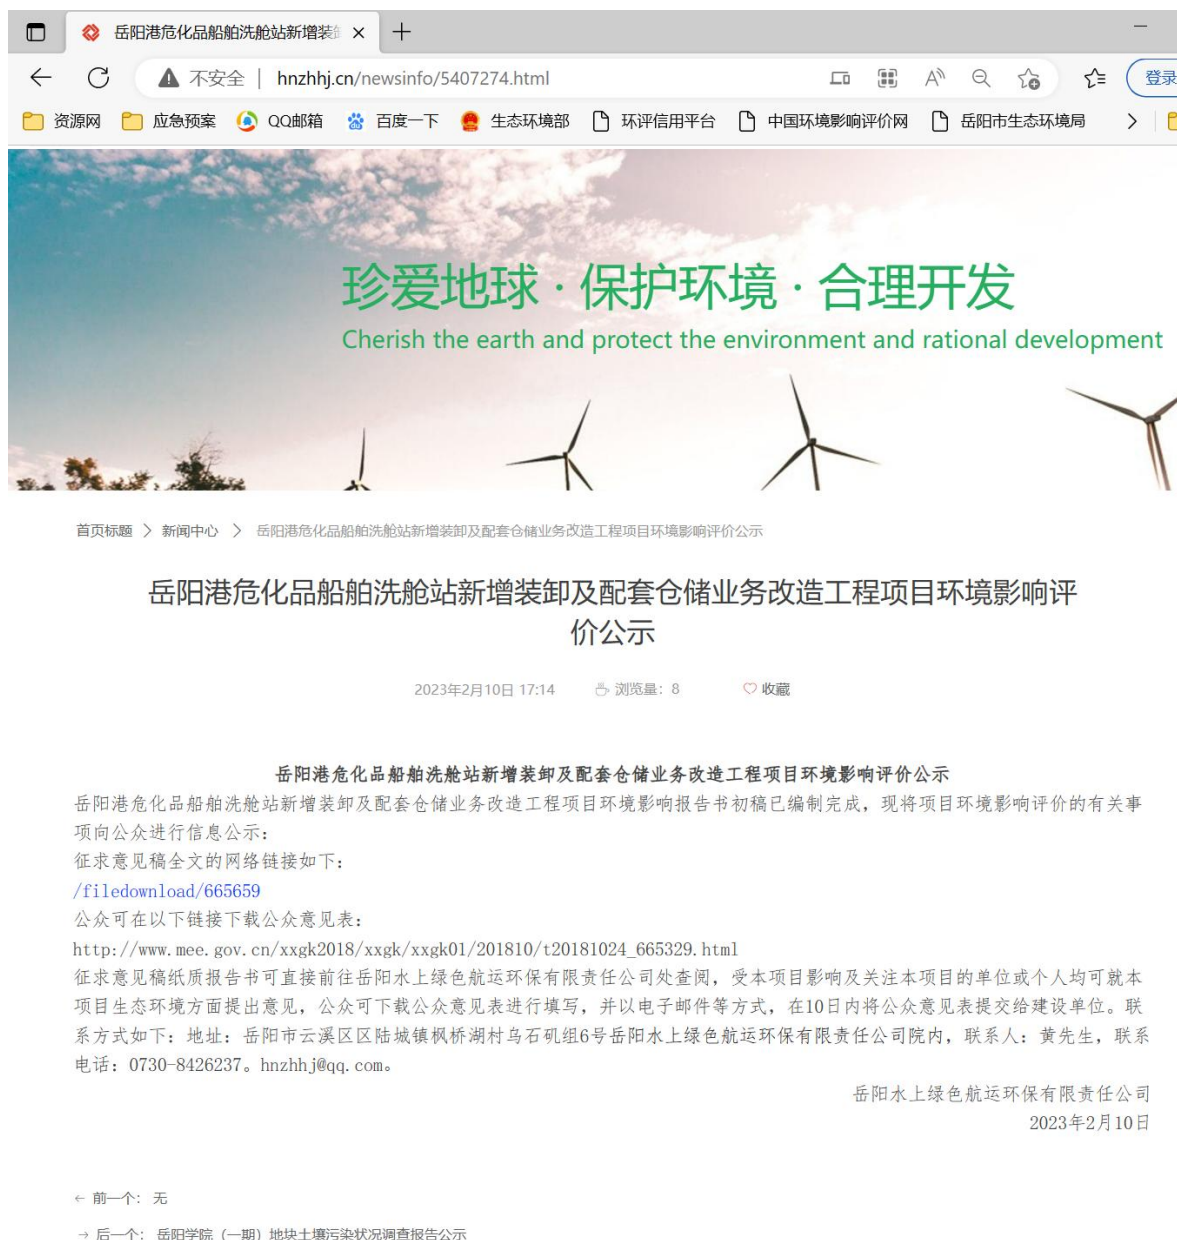 岳阳港危化品船舶洗舱站新增装卸
不安全 | hnzhhj.cn/newsinfo/5407274.html
登录
资源网 应急预案 QQ邮箱 百度一下 生态环境部 环评信用平台 中国环境影响评价网 岳阳市生态环境局
珍爱地球 · 保护环境 · 合理开发
Cherish the earth and protect the environment and rational development
首页标题 > 新闻中心 > 岳阳港危化品船舶洗舱站新增装卸及配套仓储业务改造工程项目环境影响评价公示
岳阳港危化品船舶洗舱站新增装卸及配套仓储业务改造工程项目环境影响评
价公示
2023年2月10日 17:14 浏览量：8 收藏
岳阳港危化品船舶洗舱站新增装卸及配套仓储业务改造工程项目环境影响评价公示
岳阳港危化品船舶洗舱站新增装卸及配套仓储业务改造工程项目环境影响报告书初稿已编制完成，现将项目环境影响评价的有关事
项向公众进行信息公示：
征求意见稿全文的网络链接如下：
/filedownload/665659
公众可在以下链接下载公众意见表：
http://www.mee.gov.cn/xxgk2018/xxgk/xxgk01/201810/t20181024_665329.html
征求意见稿纸质报告书可直接前往岳阳水上绿色航运环保有限责任公司处查阅，受本项目影响及关注本项目的单位或个人均可就本
项目生态环境方面提出意见，公众可下载公众意见表进行填写，并以电子邮件等方式，在10日内将公众意见表提交给建设单位。联
系方式如下：地址：岳阳市云溪区区陆城镇枫桥湖村乌石矶组6号岳阳水上绿色航运环保有限责任公司院内，联系人：黄先生，联系
电话：0730-8426237。hnzhhj@qq.com。
岳阳水上绿色航运环保有限责任公司
2023年2月10日
← 前一个： 无
→ 后一个： 岳阳学院（一期）地块土壤污染状况调查报告公示